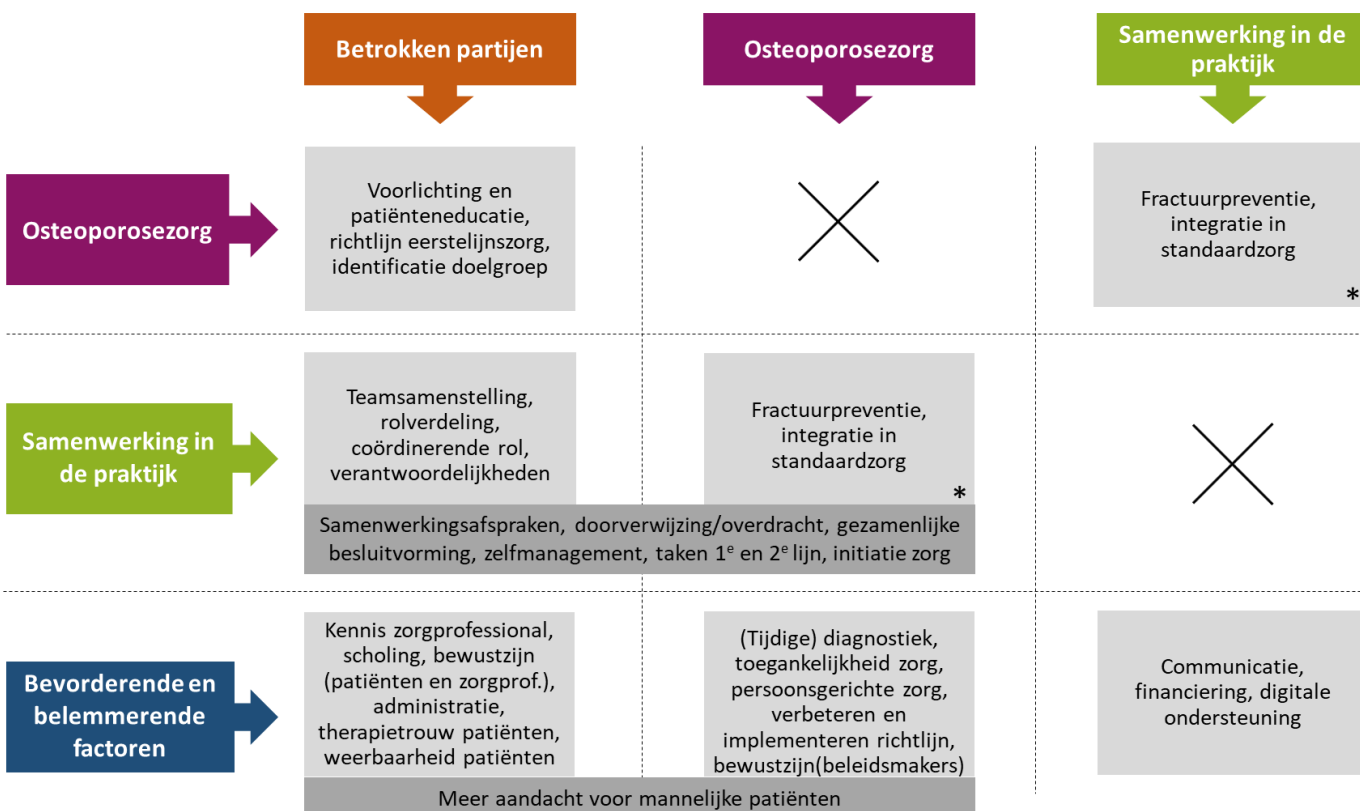 Betrokken partijen
Osteoporosezorg
Samenwerking in de
praktijk
Osteoporosezorg
Voorlichting en
patiënteneducatie,
richtlijn eerstelijnszorg,
identificatie doelgroep
Fractuurpreventie,
integratie in
standaardzorg
*
Samenwerking in
de praktijk
Teamsamenstelling,
rolverdeling,
coördinerende rol,
verantwoordelijkheden
Fractuurpreventie,
integratie in
standaardzorg
*
Samenwerkingsafspraken, doorverwijzing/overdracht, gezamenlijke
besluitvorming, zelfmanagement, taken 1e en 2e lijn, initiatie zorg
Bevorderende en
belemmerende
factoren
Kennis zorgprofessional,
scholing, bewustzijn
(patiënten en zorgprof.),
administratie,
therapietrouw patiënten,
weerbaarheid patiënten
(Tijdige) diagnostiek,
toegankelijkheid zorg,
persoonsgerichte zorg,
verbeteren en
implementeren richtlijn,
bewustzijn(beleidsmakers)
Communicatie,
financiering, digitale
ondersteuning
Meer aandacht voor mannelijke patiënten